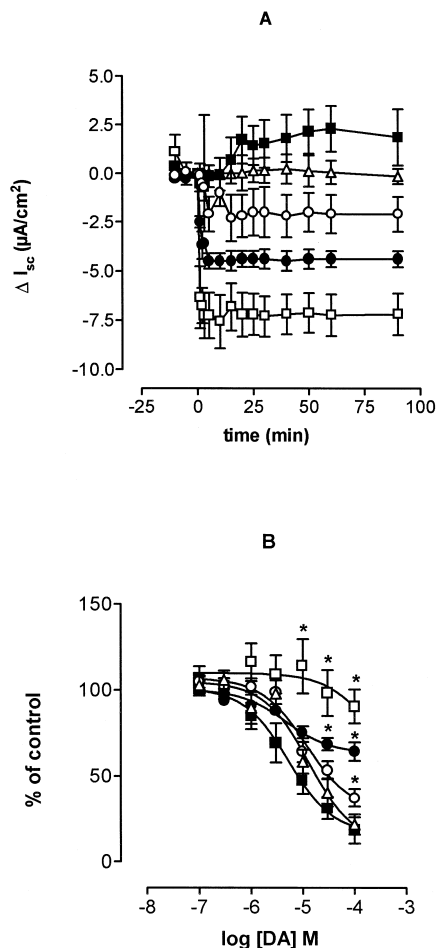 A
5.0
2.5
0.0
-2.5
-5.0
-7.5
-10.0
Δ Isc (µA/cm²)
-25 0 25 50 75 100
time (min)
B
150
100
50
0
% of control
* * *
* *
*
-8 -7 -6 -5 -4 -3
log [DA] M